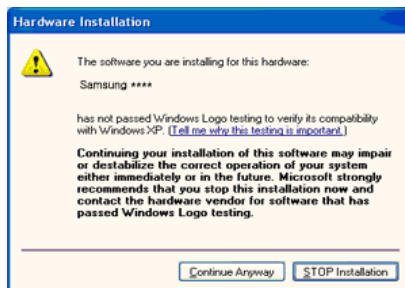 Hardware Installation
The software you are installing for this hardware:
Samsung ****
has not passed Windows Logo testing to verify its compatibility
with Windows XP. (Tell me why this testing is important.)
Continuing your installation of this software may impair
or destabilize the correct operation of your system
either immediately or in the future. Microsoft strongly
recommends that you stop this installation now and
contact the hardware vendor for software that has
passed Windows Logo testing.
Continue Anyway
STOP Installation